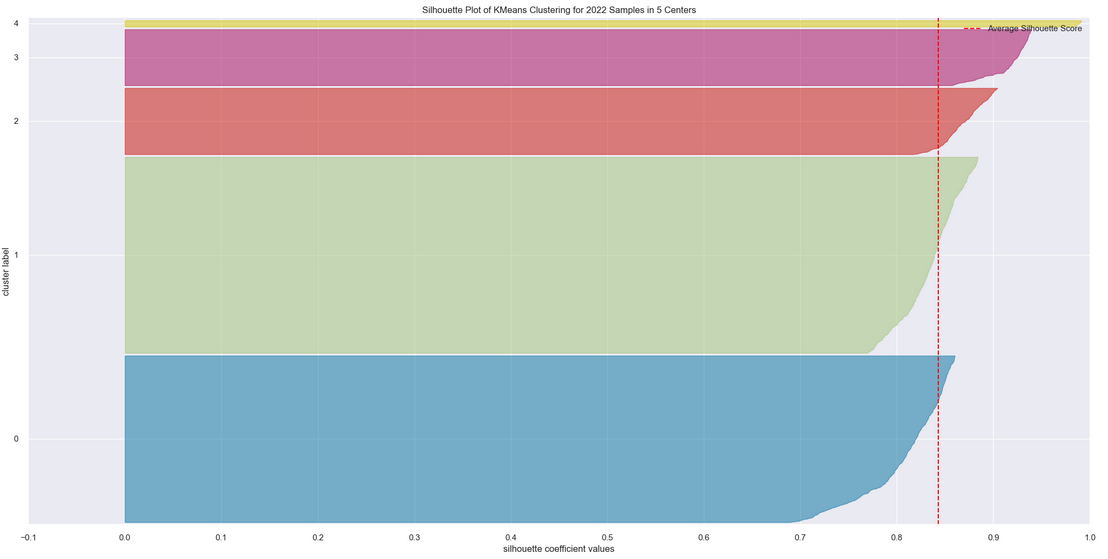 Silhouette Plot of KMeans Clustering for 2022 Samples in 5 Centers
Average Silhouette Score
cluster label
4
3
2
1
0
−0.1 0.0 0.1 0.2 0.3 0.4 0.5 0.6 0.7 0.8 0.9 1.0
silhouette coefficient values